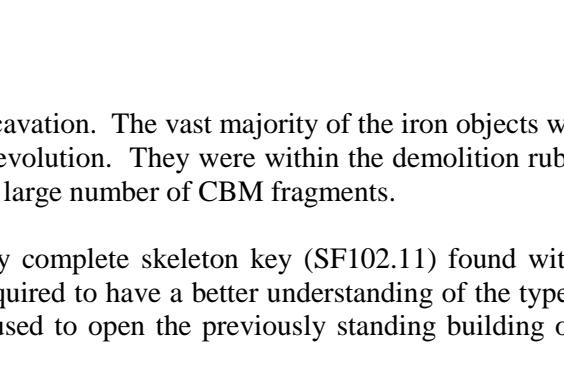 cavation. The vast majority of the iron objects w
evolution. They were within the demolition rub
large number of CBM fragments.
y complete skeleton key (SF102.11) found wit
quired to have a better understanding of the type
used to open the previously standing building o